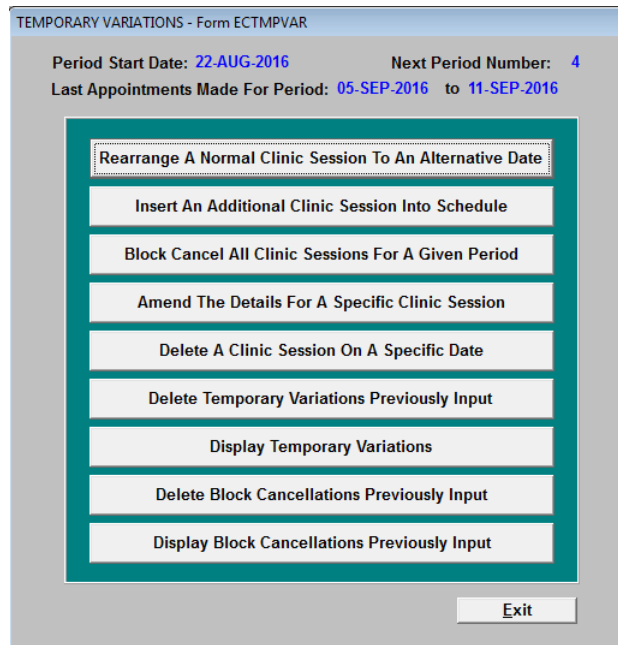 TEMPORARY VARIATIONS - Form ECTMPVAR
Period Start Date: 22-AUG-2016 Next Period Number: 4
Last Appointments Made For Period: 05-SEP-2016 to 11-SEP-2016
Rearrange A Normal Clinic Session To An Alternative Date
Insert An Additional Clinic Session Into Schedule
Block Cancel All Clinic Sessions For A Given Period
Amend The Details For A Specific Clinic Session
Delete A Clinic Session On A Specific Date
Delete Temporary Variations Previously Input
Display Temporary Variations
Delete Block Cancellations Previously Input
Display Block Cancellations Previously Input
Exit